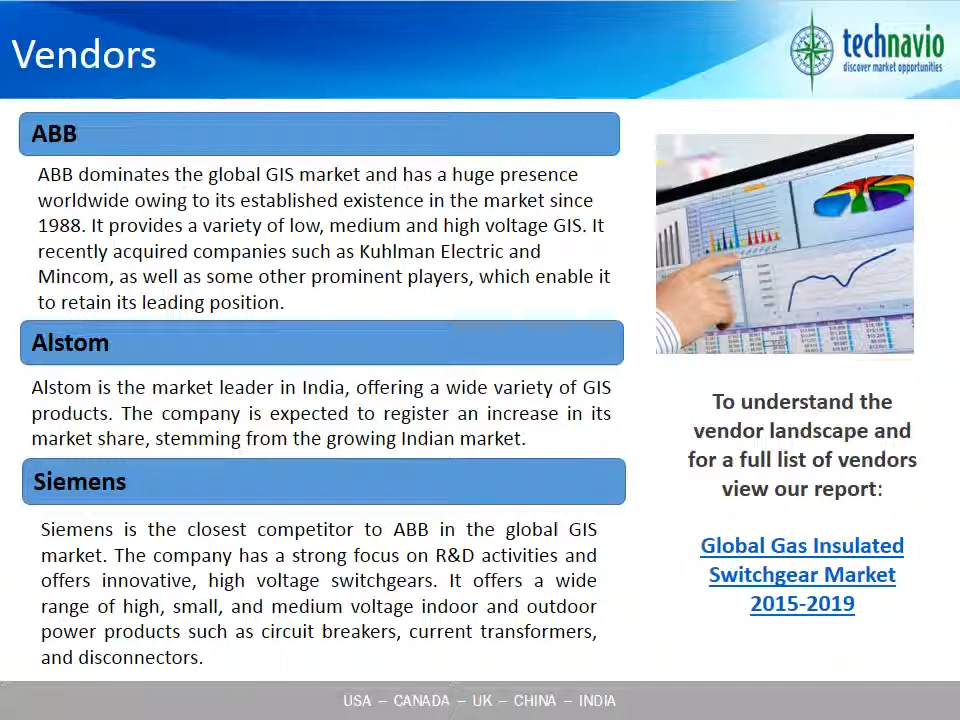 Vendors
technavio
discover market opportunities
ABB
ABB dominates the global GIS market and has a huge presence
worldwide owing to its established existence in the market since
1988. It provides a variety of low, medium and high voltage GIS. It
recently acquired companies such as Kuhlman Electric and
Mincom, as well as some other prominent players, which enable it
to retain its leading position.
Alstom
Alstom is the market leader in India, offering a wide variety of GIS
products. The company is expected to register an increase in its
market share, stemming from the growing Indian market.
Siemens
Siemens is the closest competitor to ABB in the global GIS
market. The company has a strong focus on R&D activities and
offers innovative, high voltage switchgears. It offers a wide
range of high, small, and medium voltage indoor and outdoor
power products such as circuit breakers, current transformers,
and disconnectors.
To understand the
vendor landscape and
for a full list of vendors
view our report:
Global Gas Insulated
Switchgear Market
2015-2019
USA – CANADA – UK – CHINA – INDIA